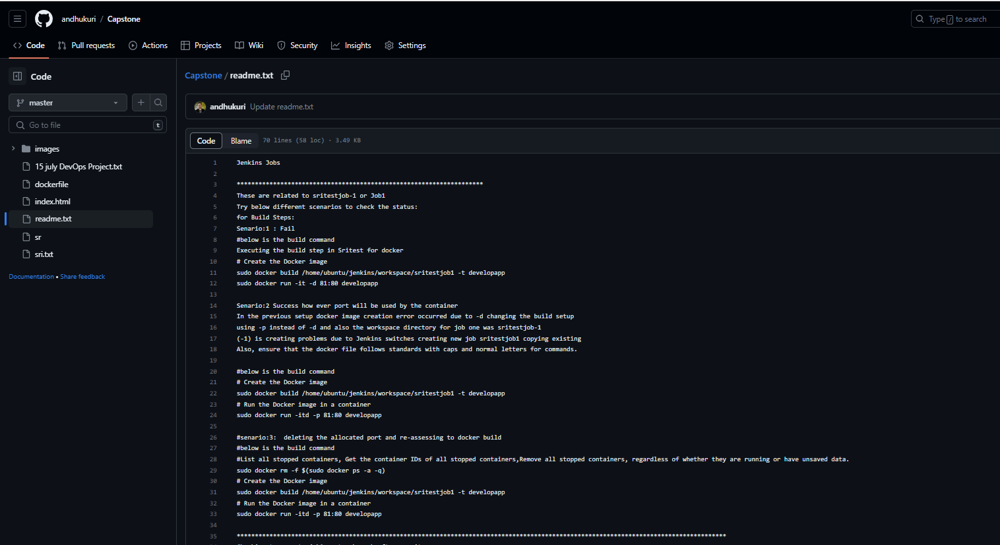 andhukuri / Capstone
Type / to search
Code
Pull requests
Actions
Projects
Wiki
Security
Insights
Settings
Code
master
Go to file
t
images
15 july DevOps Project.txt
dockerfile
index.html
readme.txt
sr
sri.txt
Documentation • Share feedback
Capstone / readme.txt
andhukuri Update readme.txt
Code Blame 70 lines (58 loc) · 3.49 KB
1 Jenkins Jobs
2
3 ********************************************************************
4 These are related to sritestjob-1 or Job1
5 Try below different scenarios to check the status:
6 for Build Steps:
7 Senario:1 : Fail
8 #below is the build command
9 Executing the build step in Sritest for docker
10 # Create the Docker image
11 sudo docker build /home/ubuntu/jenkins/workspace/sritestjob1 -t developapp
12 sudo docker run -it -d 81:80 developapp
13
14 Senario:2 Success how ever port will be used by the container
15 In the previous setup docker image creation error occurred due to -d changing the build setup
16 using -p instead of -d and also the workspace directory for job one was sritestjob-1
17 (-1) is creating problems due to Jenkins switches creating new job sritestjob1 copying existing
18 Also, ensure that the docker file follows standards with caps and normal letters for commands.
19
20 #below is the build command
21 # Create the Docker image
22 sudo docker build /home/ubuntu/jenkins/workspace/sritestjob1 -t developapp
23 # Run the Docker image in a container
24 sudo docker run -itd -p 81:80 developapp
25
26 #senario:3:  deleting the allocated port and re-assessing to docker build
27 #below is the build command
28 #List all stopped containers, Get the container IDs of all stopped containers,Remove all stopped containers, regardless of whether they are running or have unsaved data.
29 sudo docker rm -f $(sudo docker ps -a -q)
30 # Create the Docker image
31 sudo docker build /home/ubuntu/jenkins/workspace/sritestjob1 -t developapp
32 # Run the Docker image in a container
33 sudo docker run -itd -p 81:80 developapp
34
35 ***************************************************************************************************************************************